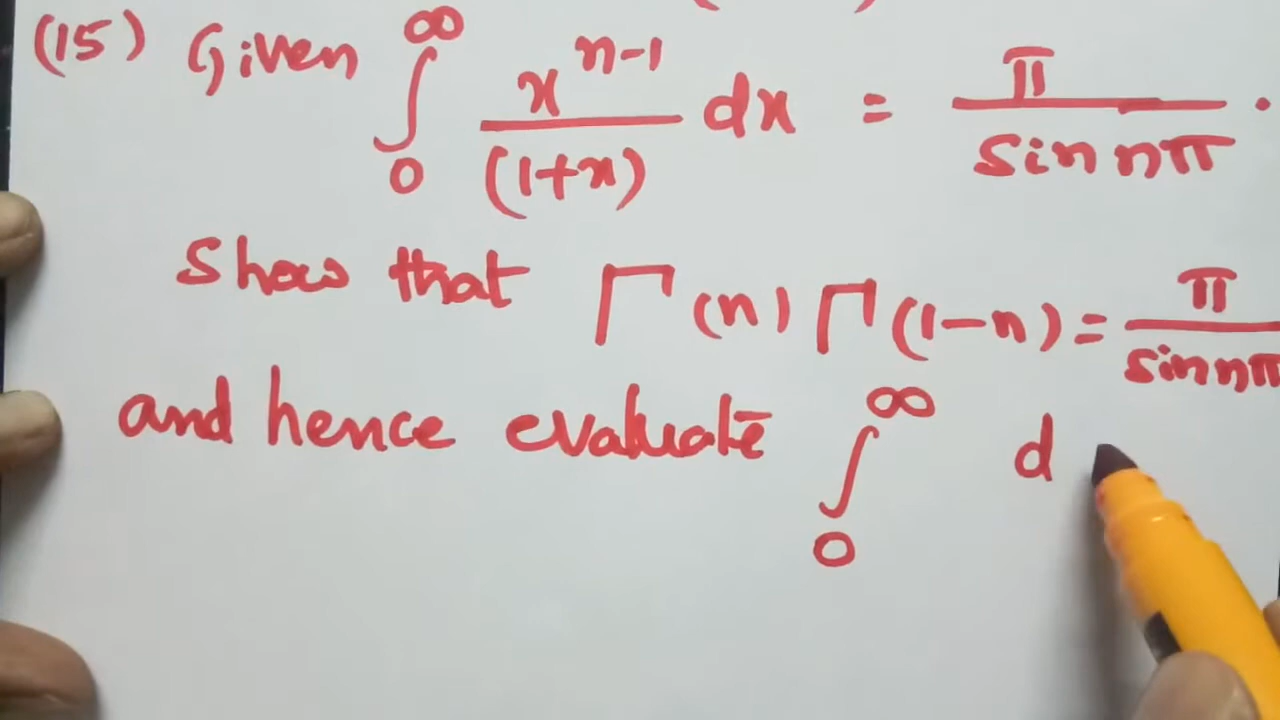 (15) Given ∫₀^∞ x^(n-1)/(1+x) dx = π/sin nπ .
Show that Γ(n) Γ(1-n) = π/sin nπ
and hence evaluate ∫₀^∞ d